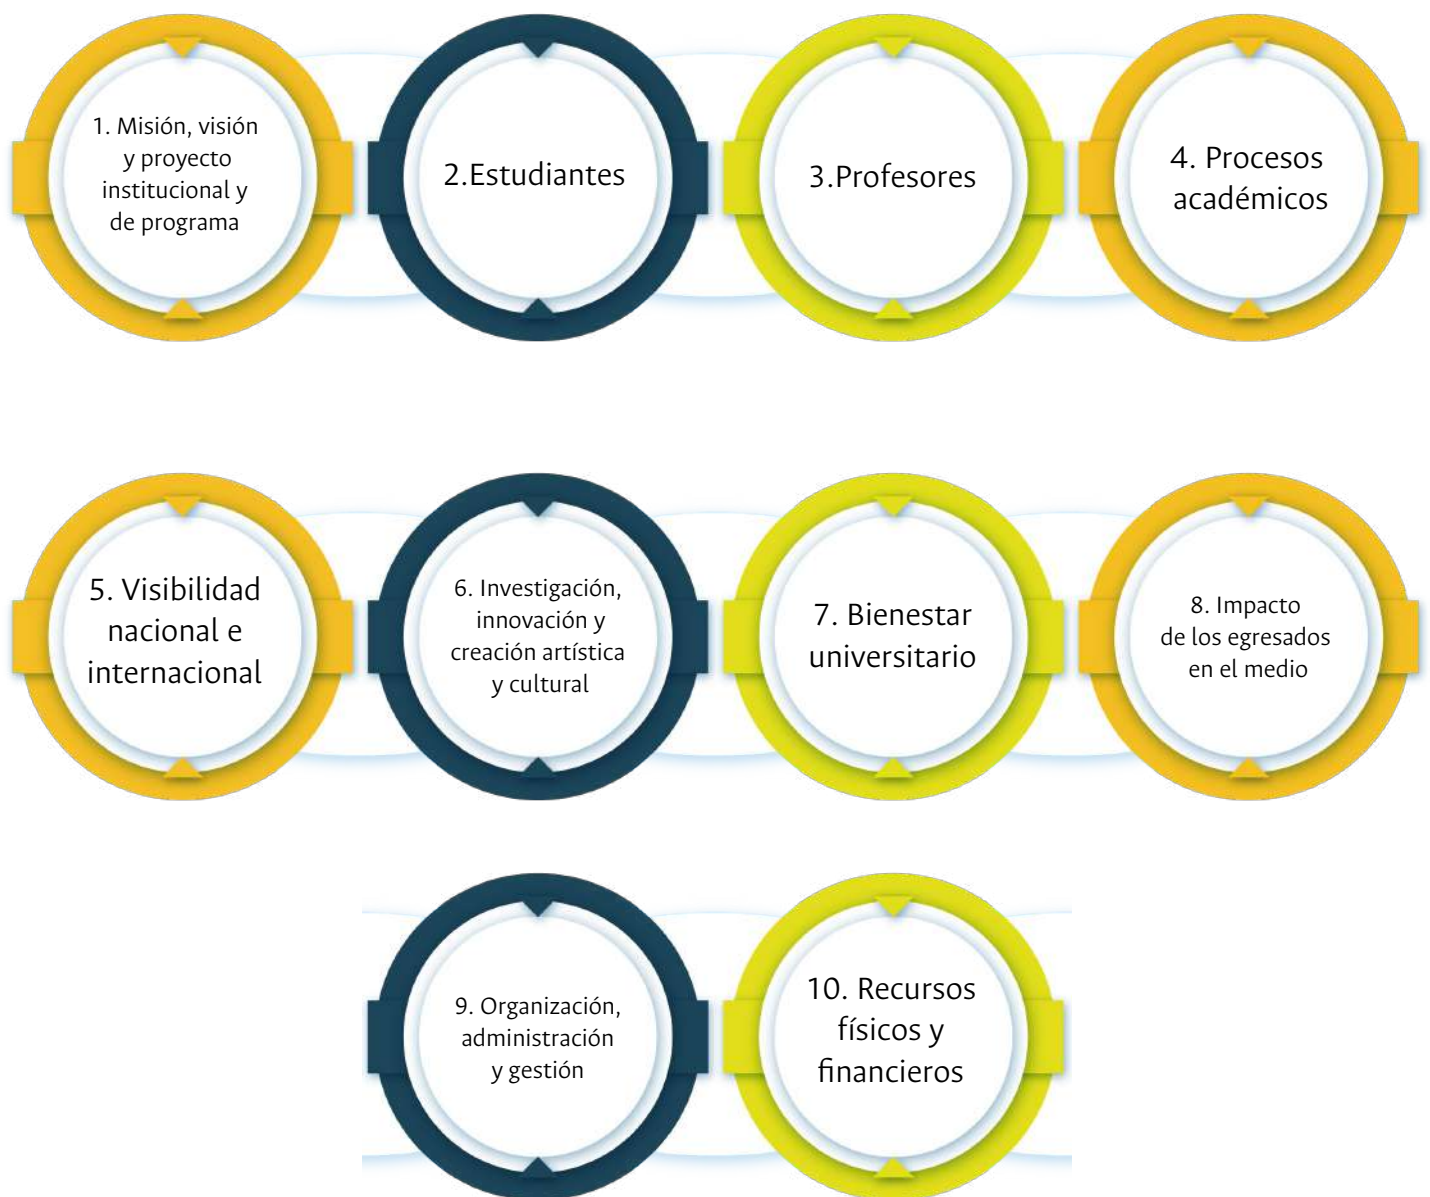 1. Misión, visión
y proyecto
institucional y
de programa
2.Estudiantes
3.Profesores
4. Procesos
académicos
5. Visibilidad
nacional e
internacional
6. Investigación,
innovación y
creación artística
y cultural
7. Bienestar
universitario
8. Impacto
de los egresados
en el medio
9. Organización,
administración
y gestión
10. Recursos
físicos y
financieros